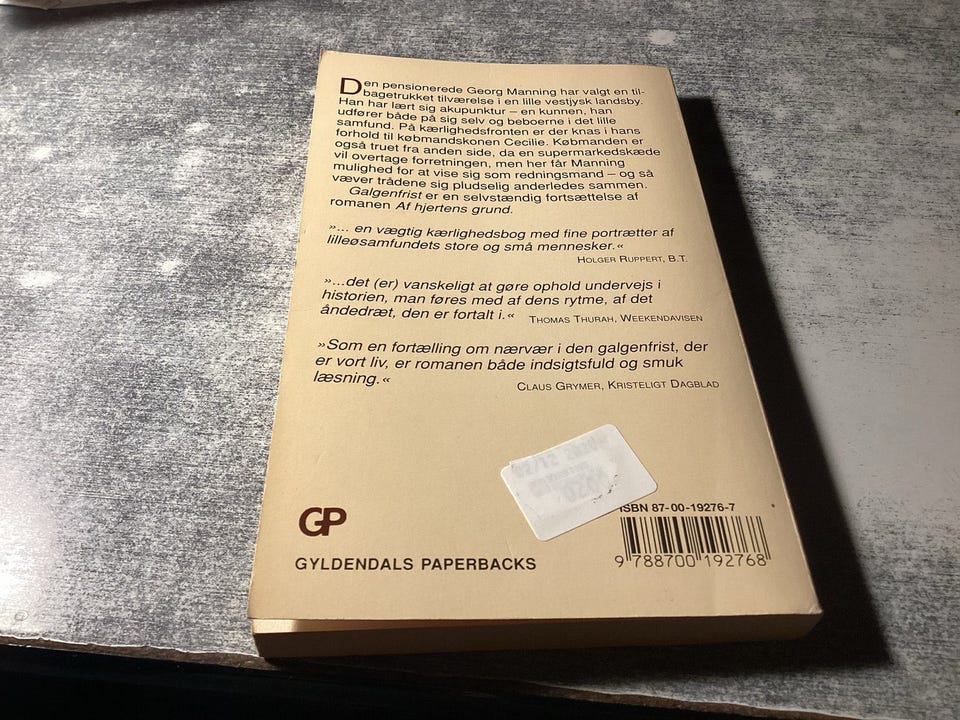 Den pensionerede Georg Manning har valgt en til-
bagetrukket tilværelse i en lille vestjysk landsby.
Han har lært sig akupunktur – en kunnen, han
udfører både på sig selv og beboerne i det lille
samfund. På kærlighedsfronten er der knas i hans
forhold til købmandskonen Cecilie. Købmanden er
også truet fra anden side, da en supermarkedskæde
vil overtage forretningen, men her får Manning
mulighed for at vise sig som redningsmand – og så
væver trådene sig pludselig anderledes sammen.
Galgenfrist er en selvstændig fortsættelse af
romanen Af hjertens grund.
»... en vægtig kærlighedsbog med fine portrætter af
lilleøsamfundets store og små mennesker.«
HOLGER RUPPERT, B.T.
»...det (er) vanskeligt at gøre ophold undervejs i
historien, man føres med af dens rytme, af det
åndedræt, den er fortalt i.« THOMAS THURAH, WEEKENDAVISEN
»Som en fortælling om nærvær i den galgenfrist, der
er vort liv, er romanen både indsigtsfuld og smuk
læsning.« CLAUS GRYMER, KRISTELIGT DAGBLAD
GP
GYLDENDALS PAPERBACKS
ISBN 87-00-19276-7
9 788700 192768